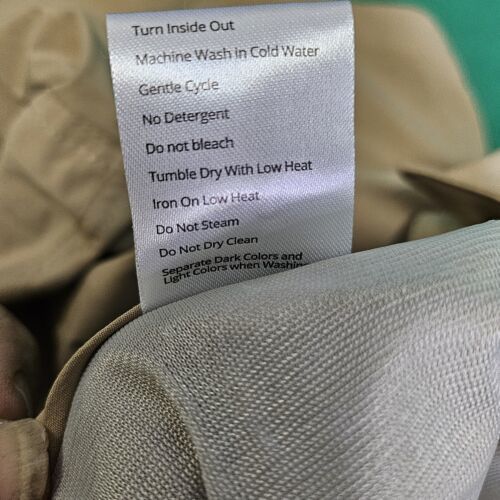 Turn Inside Out
Machine Wash in Cold Water
Gentle Cycle
No Detergent
Do not bleach
Tumble Dry With Low Heat
Iron On Low Heat
Do Not Steam
Do Not Dry Clean
Separate Dark Colors and
Light Colors when Washin